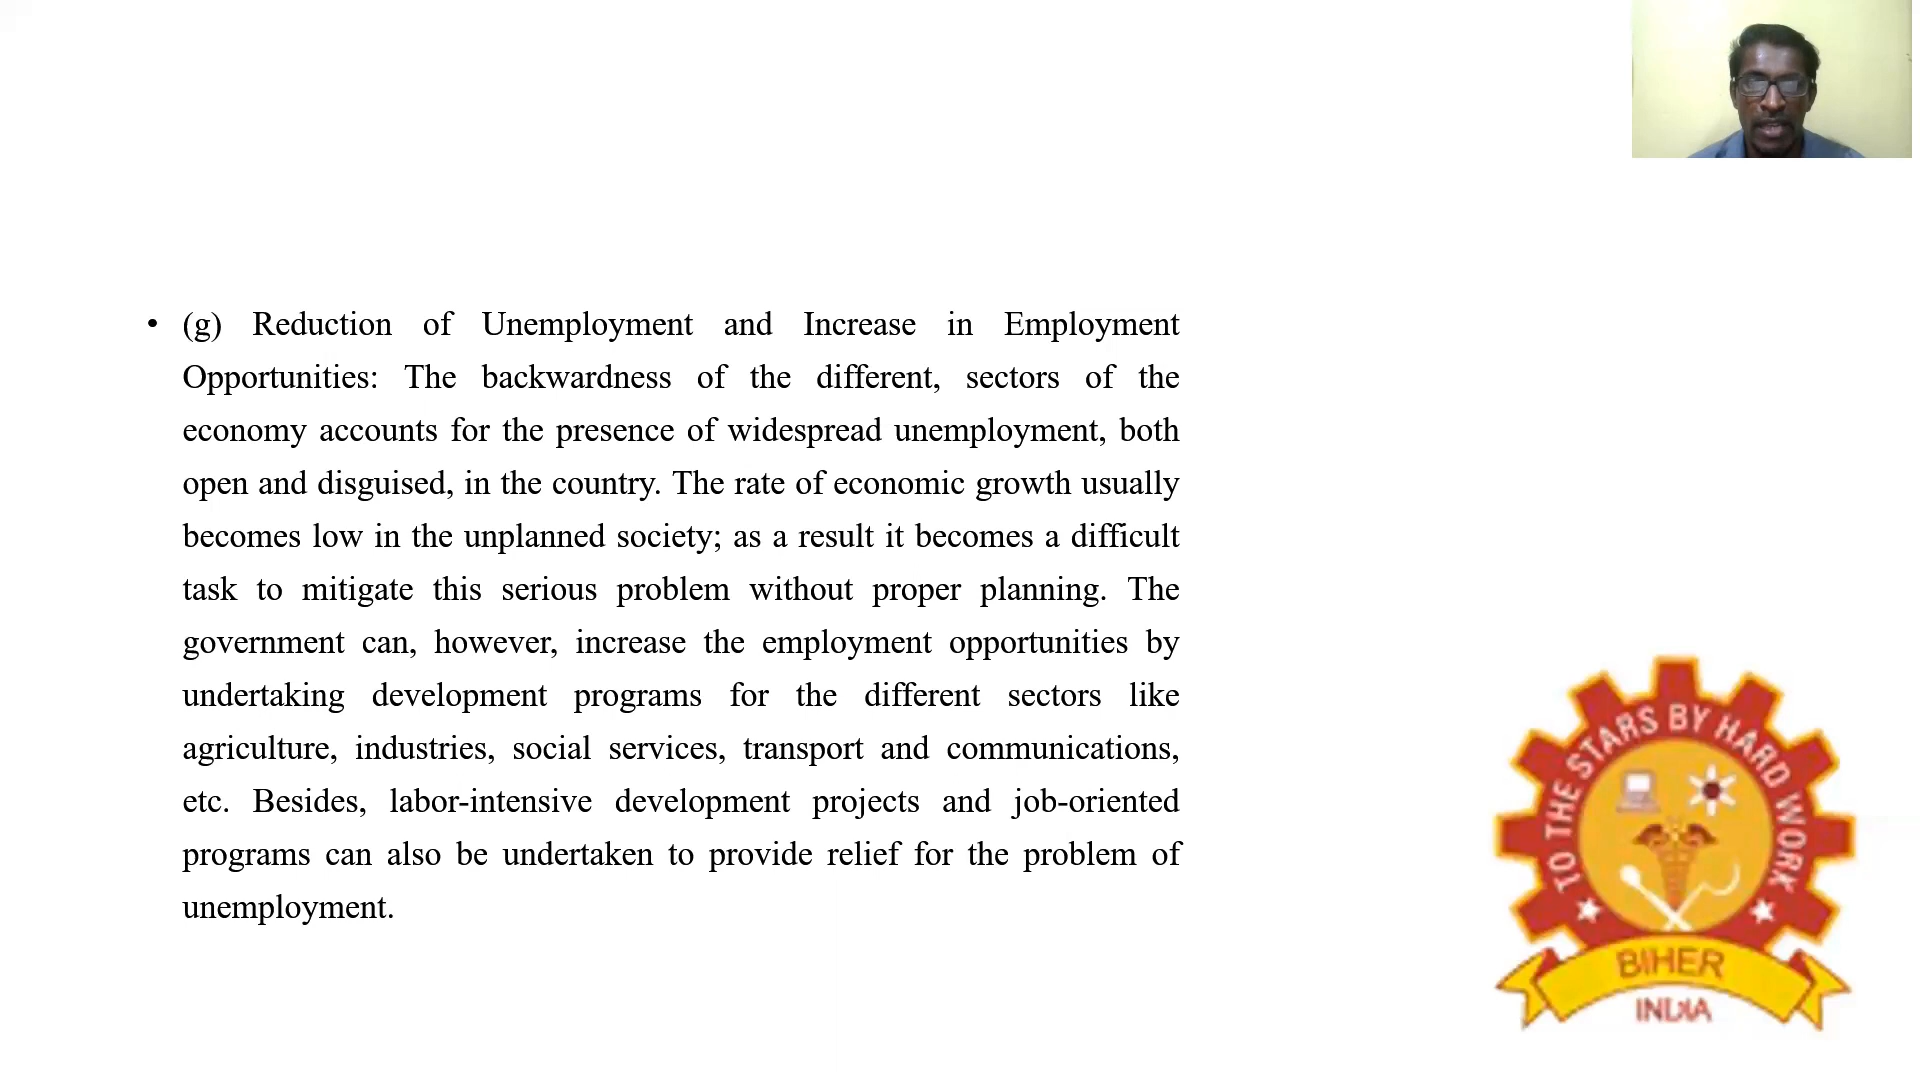 • (g) Reduction of Unemployment and Increase in Employment
Opportunities: The backwardness of the different, sectors of the
economy accounts for the presence of widespread unemployment, both
open and disguised, in the country. The rate of economic growth usually
becomes low in the unplanned society; as a result it becomes a difficult
task to mitigate this serious problem without proper planning. The
government can, however, increase the employment opportunities by
undertaking development programs for the different sectors like
agriculture, industries, social services, transport and communications,
etc. Besides, labor-intensive development projects and job-oriented
programs can also be undertaken to provide relief for the problem of
unemployment.
TO THE STARS BY HARD WORK
BIHER
INDIA